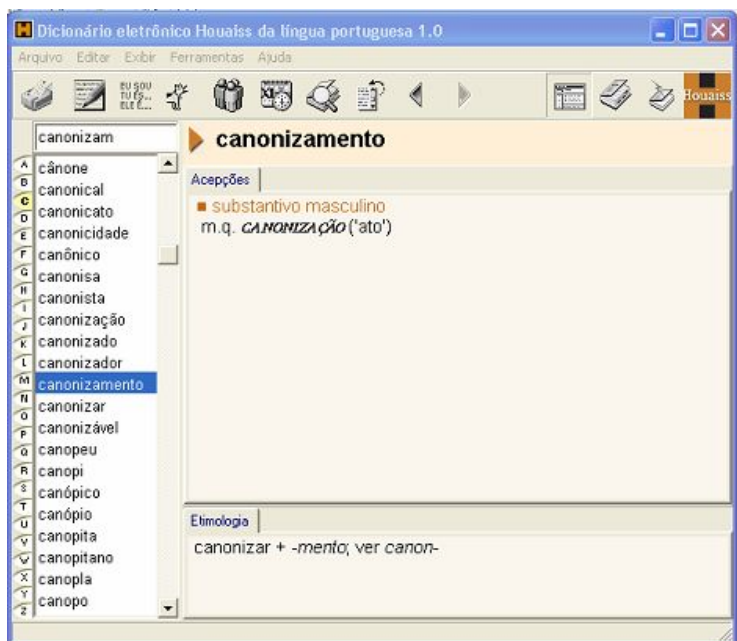 Dicionário eletrônico Houaiss da língua portuguesa 1.0
Arquivo Editar Exibir Ferramentas Ajuda
EU SOU
TU ÉS...
ELE É...
Houaiss
canonizam
canonizamento
A
B
C
D
E
F
G
H
I
J
K
L
M
N
O
P
Q
R
S
T
U
V
W
X
Y
Z
cânone
canonical
canonicato
canonicidade
canônico
canonisa
canonista
canonização
canonizado
canonizador
canonizamento
canonizar
canonizável
canopeu
canopi
canópico
canópio
canopita
canopitano
canopla
canopo
Acepções
substantivo masculino
m.q. CANONIZAÇÃO ('ato')
Etimologia
canonizar + -mento; ver canon-